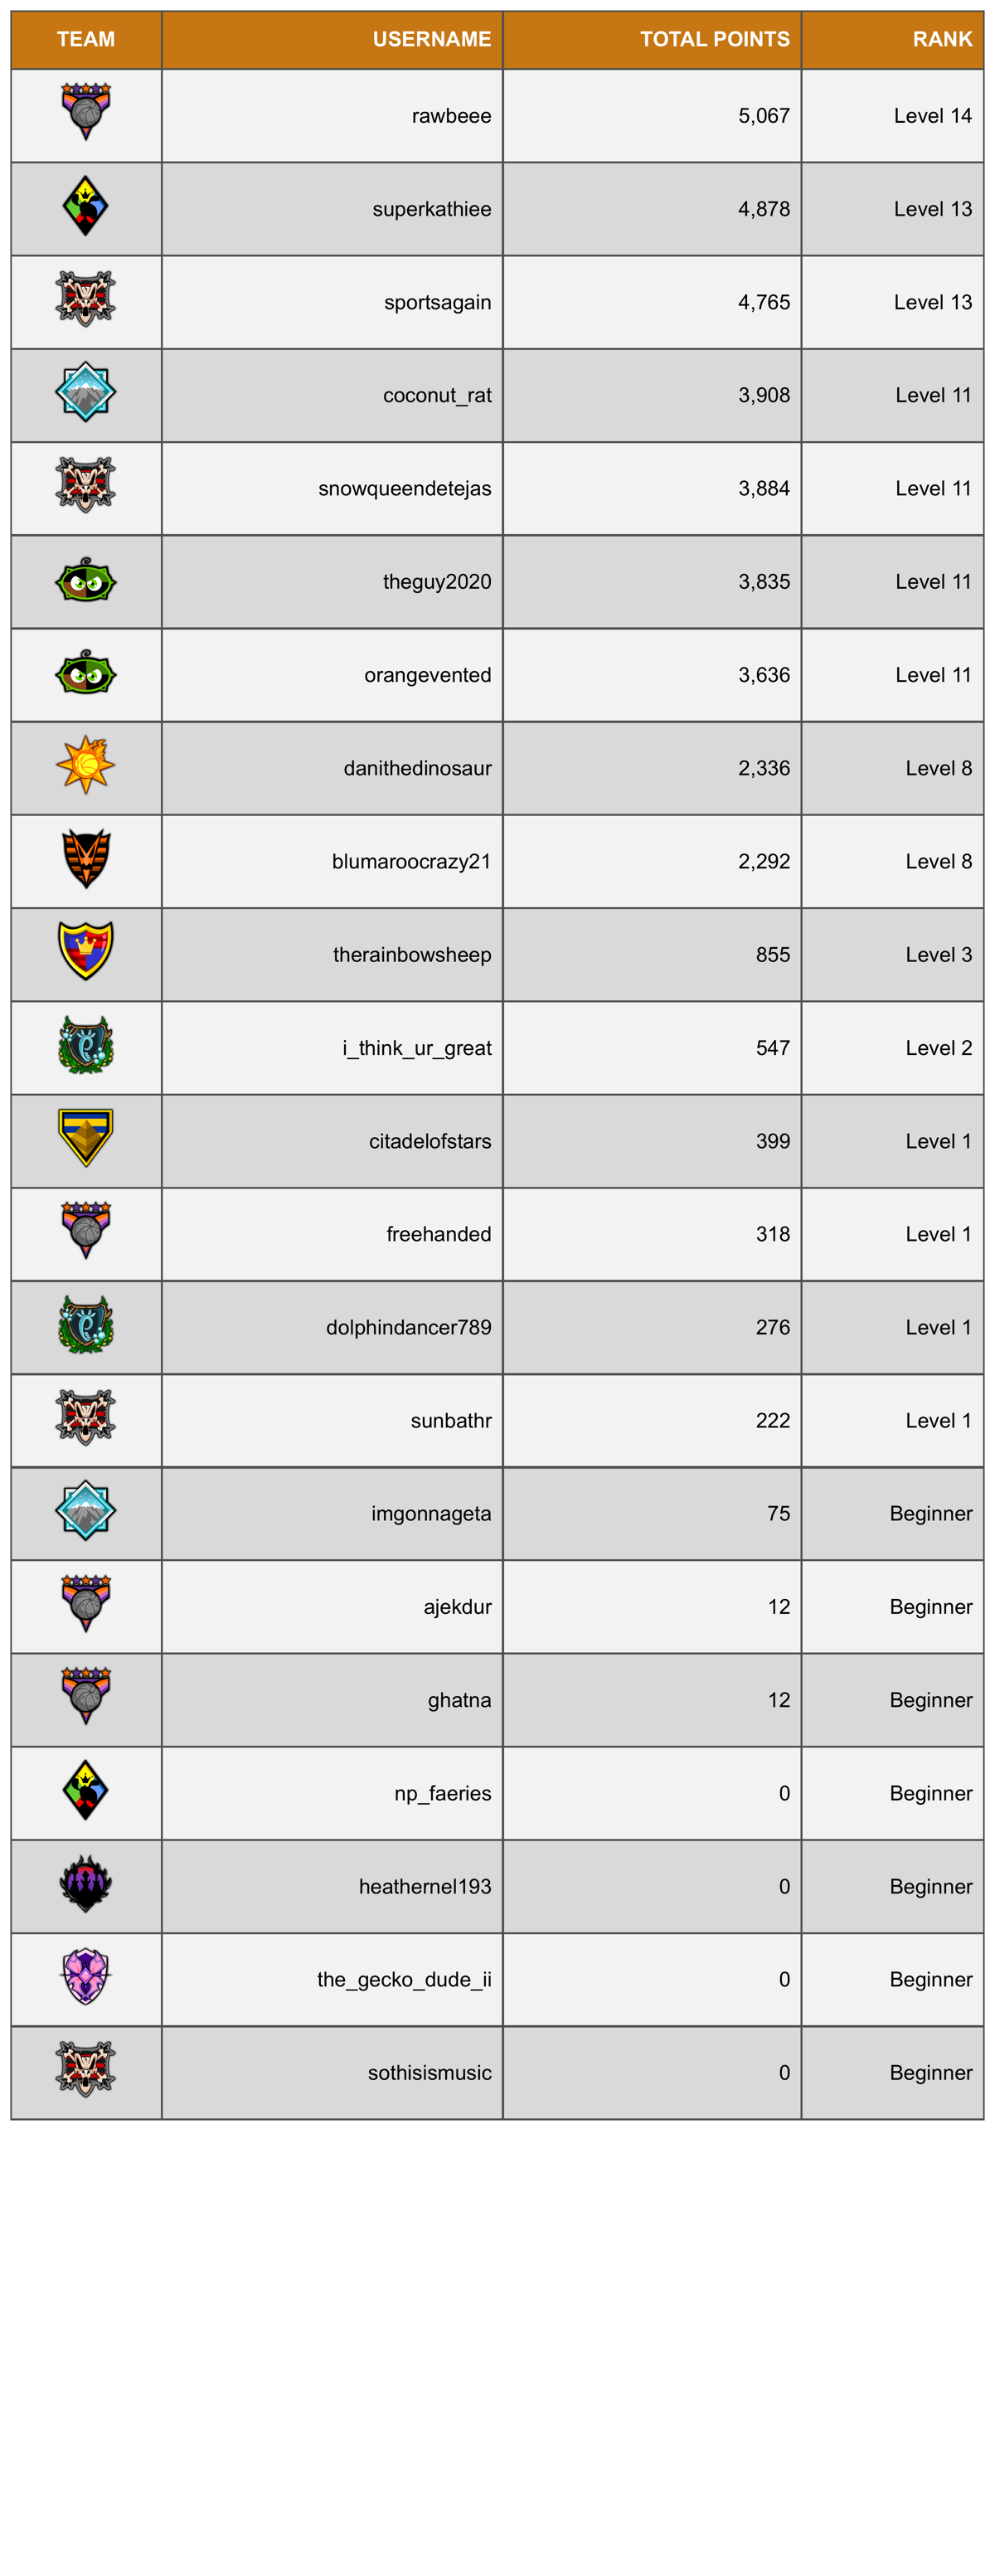 TEAM USERNAME TOTAL POINTS RANK
rawbeee 5,067 Level 14
superkathiee 4,878 Level 13
sportsagain 4,765 Level 13
coconut_rat 3,908 Level 11
snowqueendetejas 3,884 Level 11
theguy2020 3,835 Level 11
orangevented 3,636 Level 11
danithedinosaur 2,336 Level 8
blumaroocrazy21 2,292 Level 8
therainbowsheep 855 Level 3
i_think_ur_great 547 Level 2
citadelofstars 399 Level 1
freehanded 318 Level 1
dolphindancer789 276 Level 1
sunbathr 222 Level 1
imgonnageta 75 Beginner
ajekdur 12 Beginner
ghatna 12 Beginner
np_faeries 0 Beginner
heathernel193 0 Beginner
the_gecko_dude_ii 0 Beginner
sothisismusic 0 Beginner